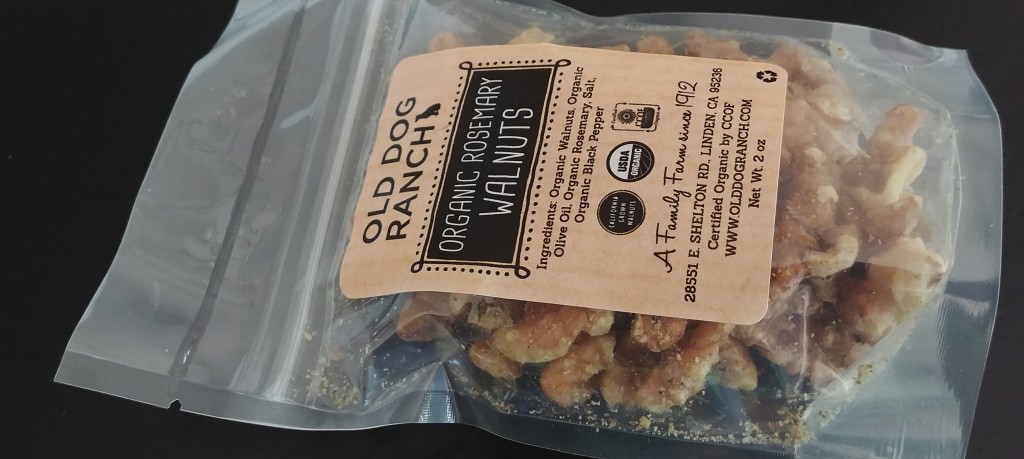 OLD DOG
RANCH
ORGANIC ROSEMARY
WALNUTS
Ingredients: Organic Walnuts, Organic
Olive Oil, Organic Rosemary, Salt,
Organic Black Pepper
CALIFORNIA
GROWN
WALNUTS
USDA
ORGANIC
CCOF
A Family Farm since 1912
28551 E. SHELTON RD. LINDEN, CA 95236
Certified Organic by CCOF
WWW.OLDDOGRANCH.COM
Net Wt. 2 oz